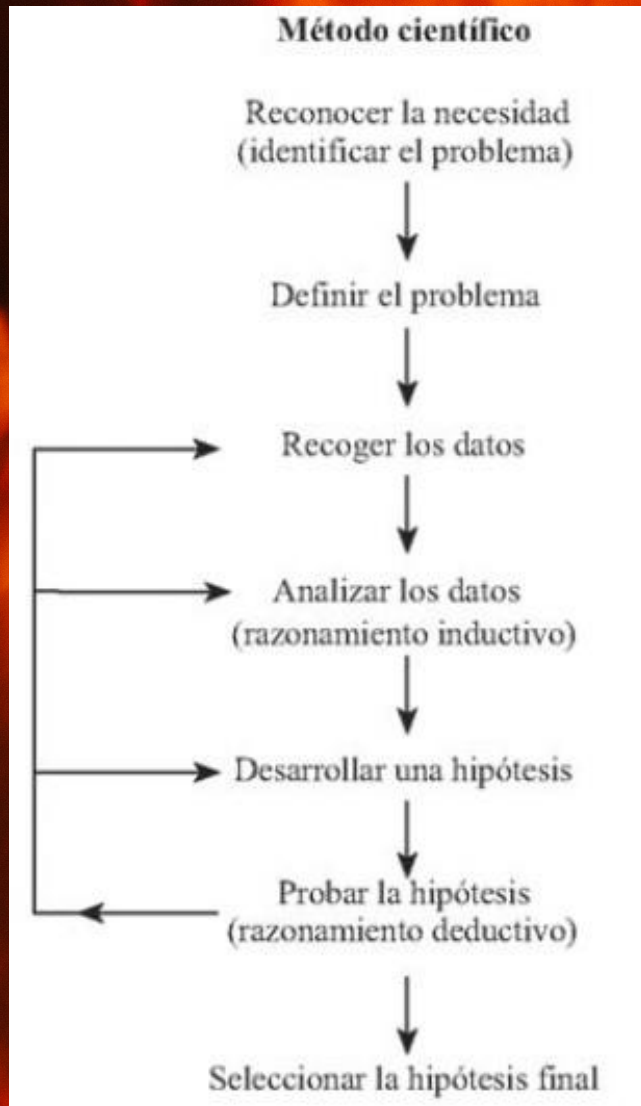 Método científico
Reconocer la necesidad
(identificar el problema)
Definir el problema
Recoger los datos
Analizar los datos
(razonamiento inductivo)
Desarrollar una hipótesis
Probar la hipótesis
(razonamiento deductivo)
Seleccionar la hipótesis final